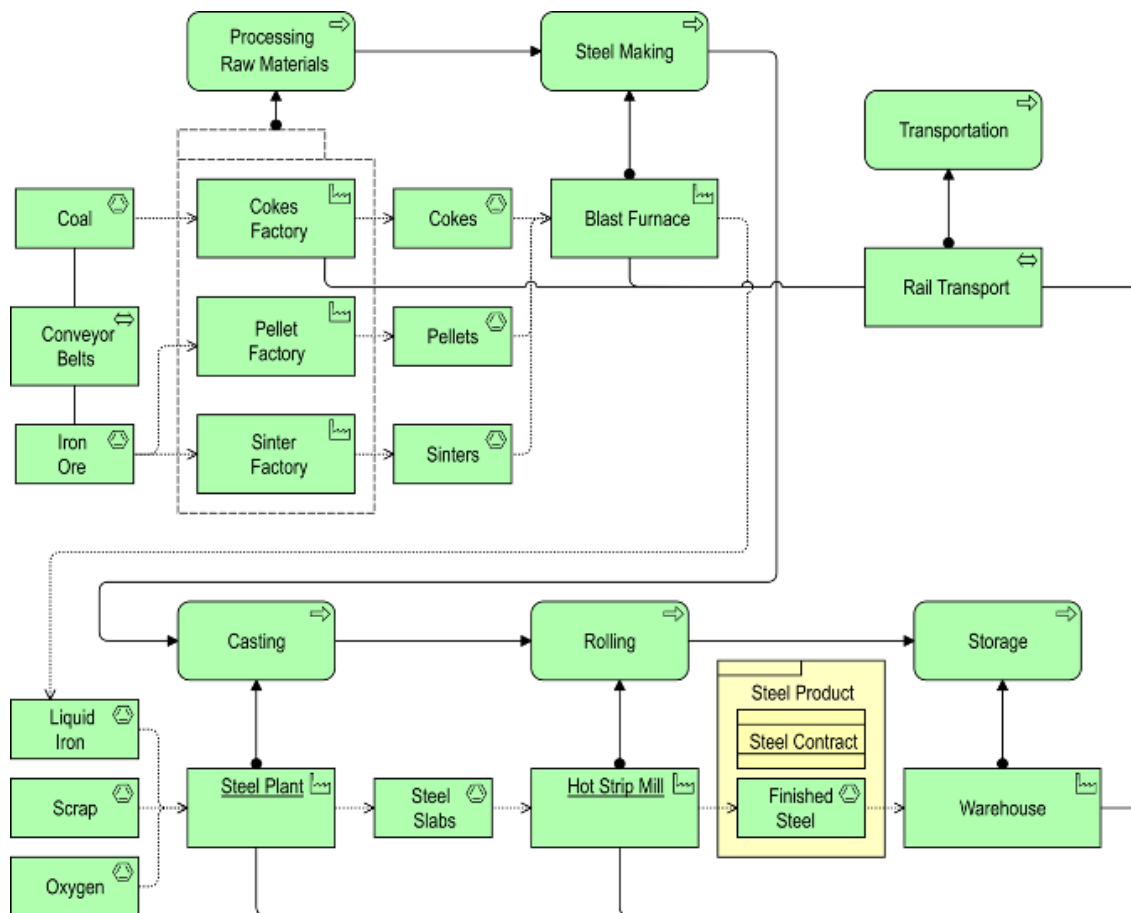 Processing
Raw Materials
Steel Making
Transportation
Coal
Cokes
Factory
Cokes
Blast Furnace
Rail Transport
Conveyor
Belts
Pellet
Factory
Pellets
Iron
Ore
Sinter
Factory
Sinters
Casting
Rolling
Storage
Steel Product
Steel Contract
Liquid
Iron
Steel Plant
Steel
Slabs
Hot Strip Mill
Finished
Steel
Warehouse
Scrap
Oxygen